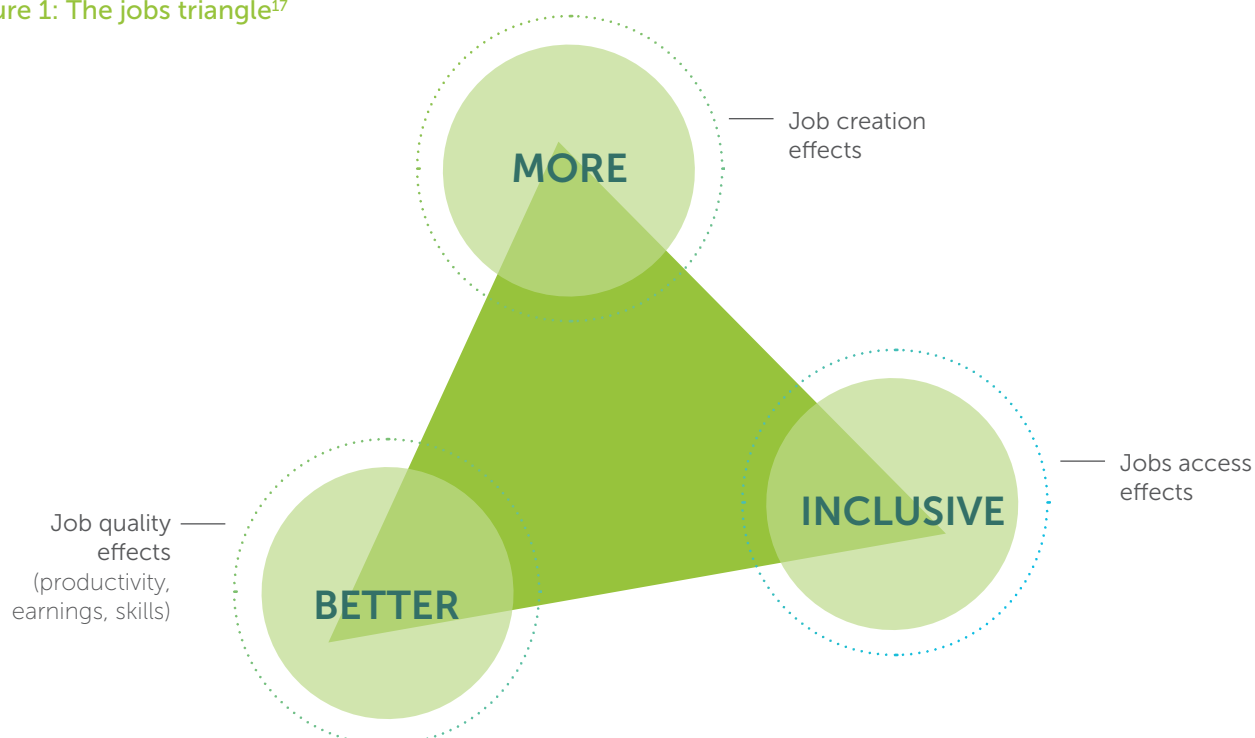 ure 1: The jobs triangle17
MORE
Job creation
effects
INCLUSIVE
Jobs access
effects
Job quality
effects
(productivity,
earnings, skills)
BETTER